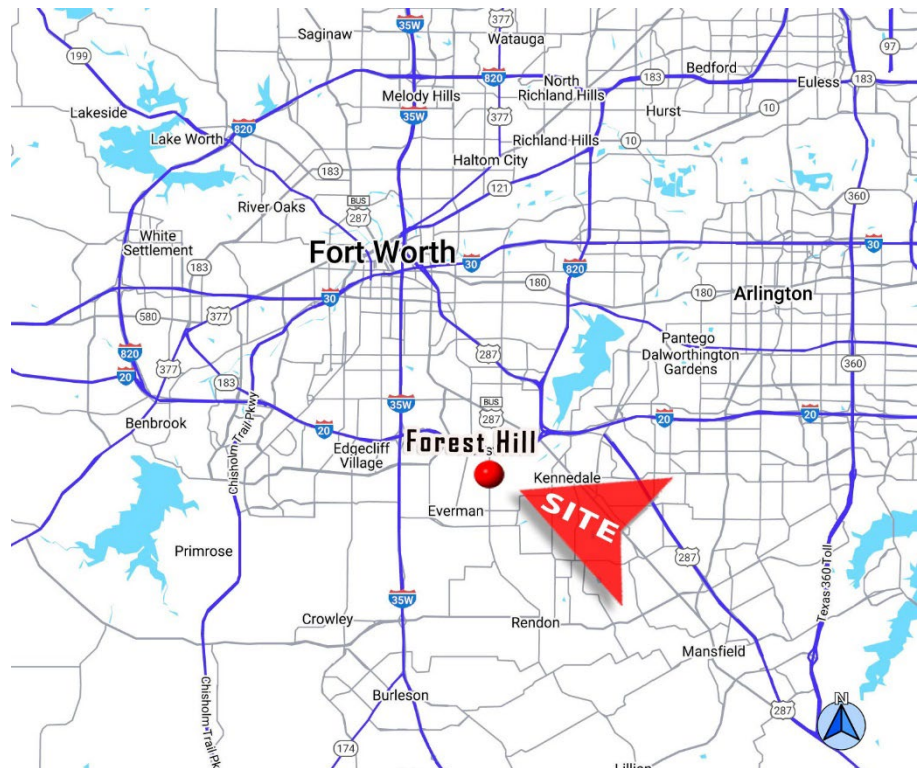 377
35W
Saginaw
Watauga
97
199
Bedford
820
North
Richland Hills
183
Euless
183
Melody Hills
35W
377
Hurst
10
Lakeside
820
Lake Worth
Richland Hills
10
Haltom City
183
121
360
River Oaks
BUS
287
White
Settlement
Fort Worth
30
183
30
820
180
180
Arlington
30
580
377
Pantego
Dalworthington
Gardens
820
20
377
183
287
360
35W
BUS
287
20
20
Benbrook
Chisholm Trail Pkwy
20
Edgecliff
Village
Forest Hill
Kennedale
SITE
Everman
Primrose
287
Texas 360 Toll
35W
Crowley
Rendon
Mansfield
Chisholm Trail Pk
Burleson
287
N
174
Lillian